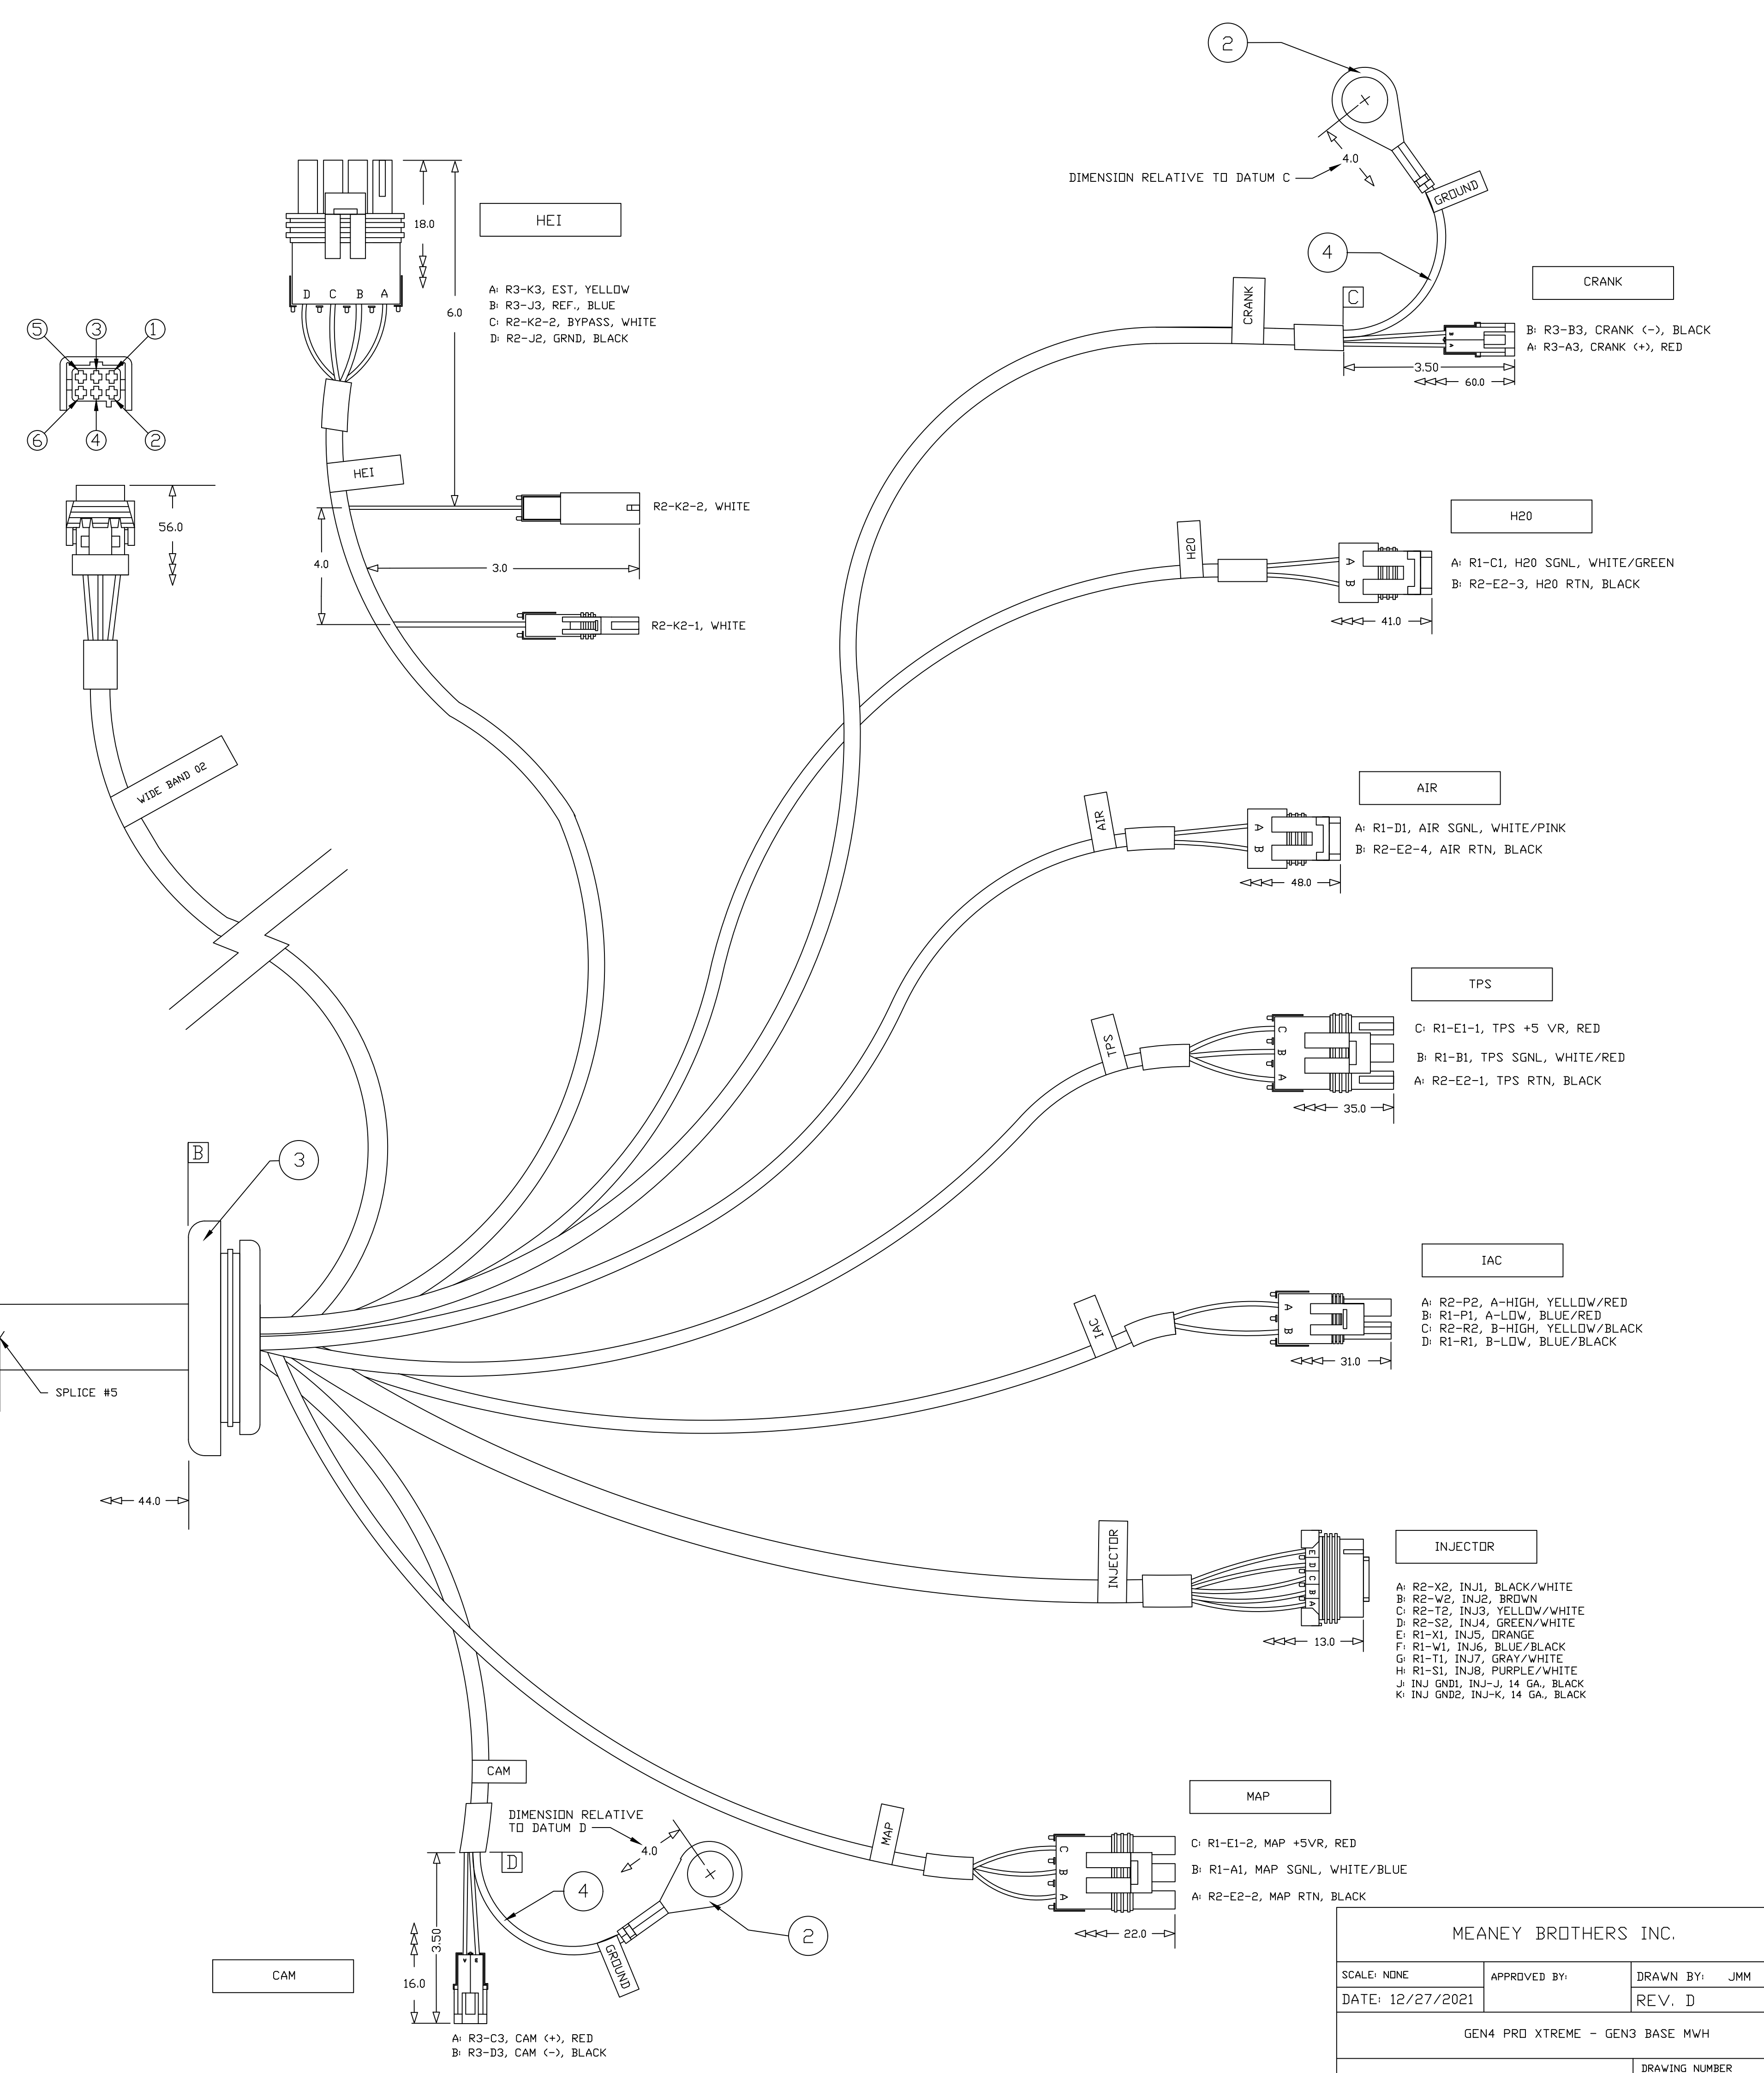 2
4.0
DIMENSION RELATIVE TO DATUM C
GROUND
4
C
CRANK
CRANK
B: R3-B3, CRANK (-), BLACK
A: R3-A3, CRANK (+), RED
B
A
3.50
60.0
18.0
6.0
HEI
D C B A
A: R3-K3, EST, YELLOW
B: R3-J3, REF., BLUE
C: R2-K2-2, BYPASS, WHITE
D: R2-J2, GRND, BLACK
HEI
R2-K2-2, WHITE
4.0
3.0
R2-K2-1, WHITE
5 3 1
6 4 2
56.0
WIDE BAND 02
H20
H20
A
B
A: R1-C1, H20 SGNL, WHITE/GREEN
B: R2-E2-3, H20 RTN, BLACK
41.0
AIR
AIR
A
B
A: R1-D1, AIR SGNL, WHITE/PINK
B: R2-E2-4, AIR RTN, BLACK
48.0
TPS
TPS
C
B
A
C: R1-E1-1, TPS +5 VR, RED
B: R1-B1, TPS SGNL, WHITE/RED
A: R2-E2-1, TPS RTN, BLACK
35.0
B
3
SPLICE #5
44.0
IAC
IAC
A
B
A: R2-P2, A-HIGH, YELLOW/RED
B: R1-P1, A-LOW, BLUE/RED
C: R2-R2, B-HIGH, YELLOW/BLACK
D: R1-R1, B-LOW, BLUE/BLACK
31.0
INJECTOR
INJECTOR
E
D
C
B
A
A: R2-X2, INJ1, BLACK/WHITE
B: R2-W2, INJ2, BROWN
C: R2-T2, INJ3, YELLOW/WHITE
D: R2-S2, INJ4, GREEN/WHITE
E: R1-X1, INJ5, ORANGE
F: R1-W1, INJ6, BLUE/BLACK
G: R1-T1, INJ7, GRAY/WHITE
H: R1-S1, INJ8, PURPLE/WHITE
J: INJ GND1, INJ-J, 14 GA., BLACK
K: INJ GND2, INJ-K, 14 GA., BLACK
13.0
CAM
DIMENSION RELATIVE
TO DATUM D
4.0
D
4
2
GROUND
3.50
16.0
CAM
A: R3-C3, CAM (+), RED
B: R3-D3, CAM (-), BLACK
MAP
MAP
C
B
A
C: R1-E1-2, MAP +5VR, RED
B: R1-A1, MAP SGNL, WHITE/BLUE
A: R2-E2-2, MAP RTN, BLACK
22.0
MEANEY BROTHERS INC.
SCALE: NONE
APPROVED BY:
DRAWN BY: JMM
DATE: 12/27/2021
REV. D
GEN4 PRO XTREME - GEN3 BASE MWH
DRAWING NUMBER